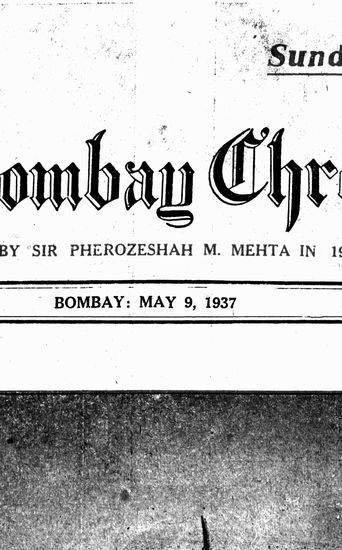 Sund
ombay Chr
BY SIR PHEROZESHAH M. MEHTA IN 19
BOMBAY: MAY 9, 1937